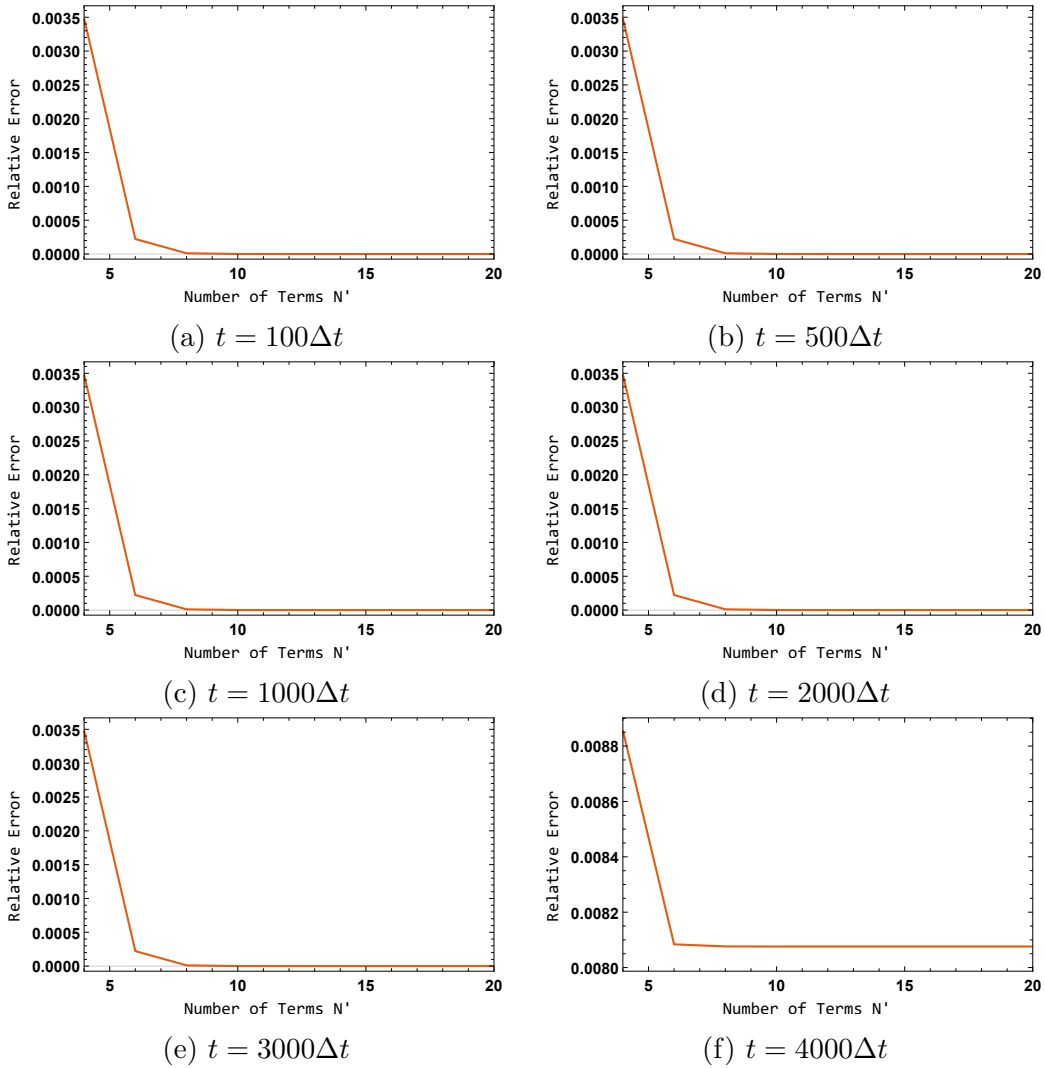 0.0035
0.0030
0.0025
0.0020
0.0015
0.0010
0.0005
0.0000
Relative Error
5 10 15 20
Number of Terms N'
(a) t = 100Δt
0.0035
0.0030
0.0025
0.0020
0.0015
0.0010
0.0005
0.0000
Relative Error
5 10 15 20
Number of Terms N'
(b) t = 500Δt
0.0035
0.0030
0.0025
0.0020
0.0015
0.0010
0.0005
0.0000
Relative Error
5 10 15 20
Number of Terms N'
(c) t = 1000Δt
0.0035
0.0030
0.0025
0.0020
0.0015
0.0010
0.0005
0.0000
Relative Error
5 10 15 20
Number of Terms N'
(d) t = 2000Δt
0.0035
0.0030
0.0025
0.0020
0.0015
0.0010
0.0005
0.0000
Relative Error
5 10 15 20
Number of Terms N'
(e) t = 3000Δt
0.0088
0.0086
0.0084
0.0082
0.0080
Relative Error
5 10 15 20
Number of Terms N'
(f) t = 4000Δt